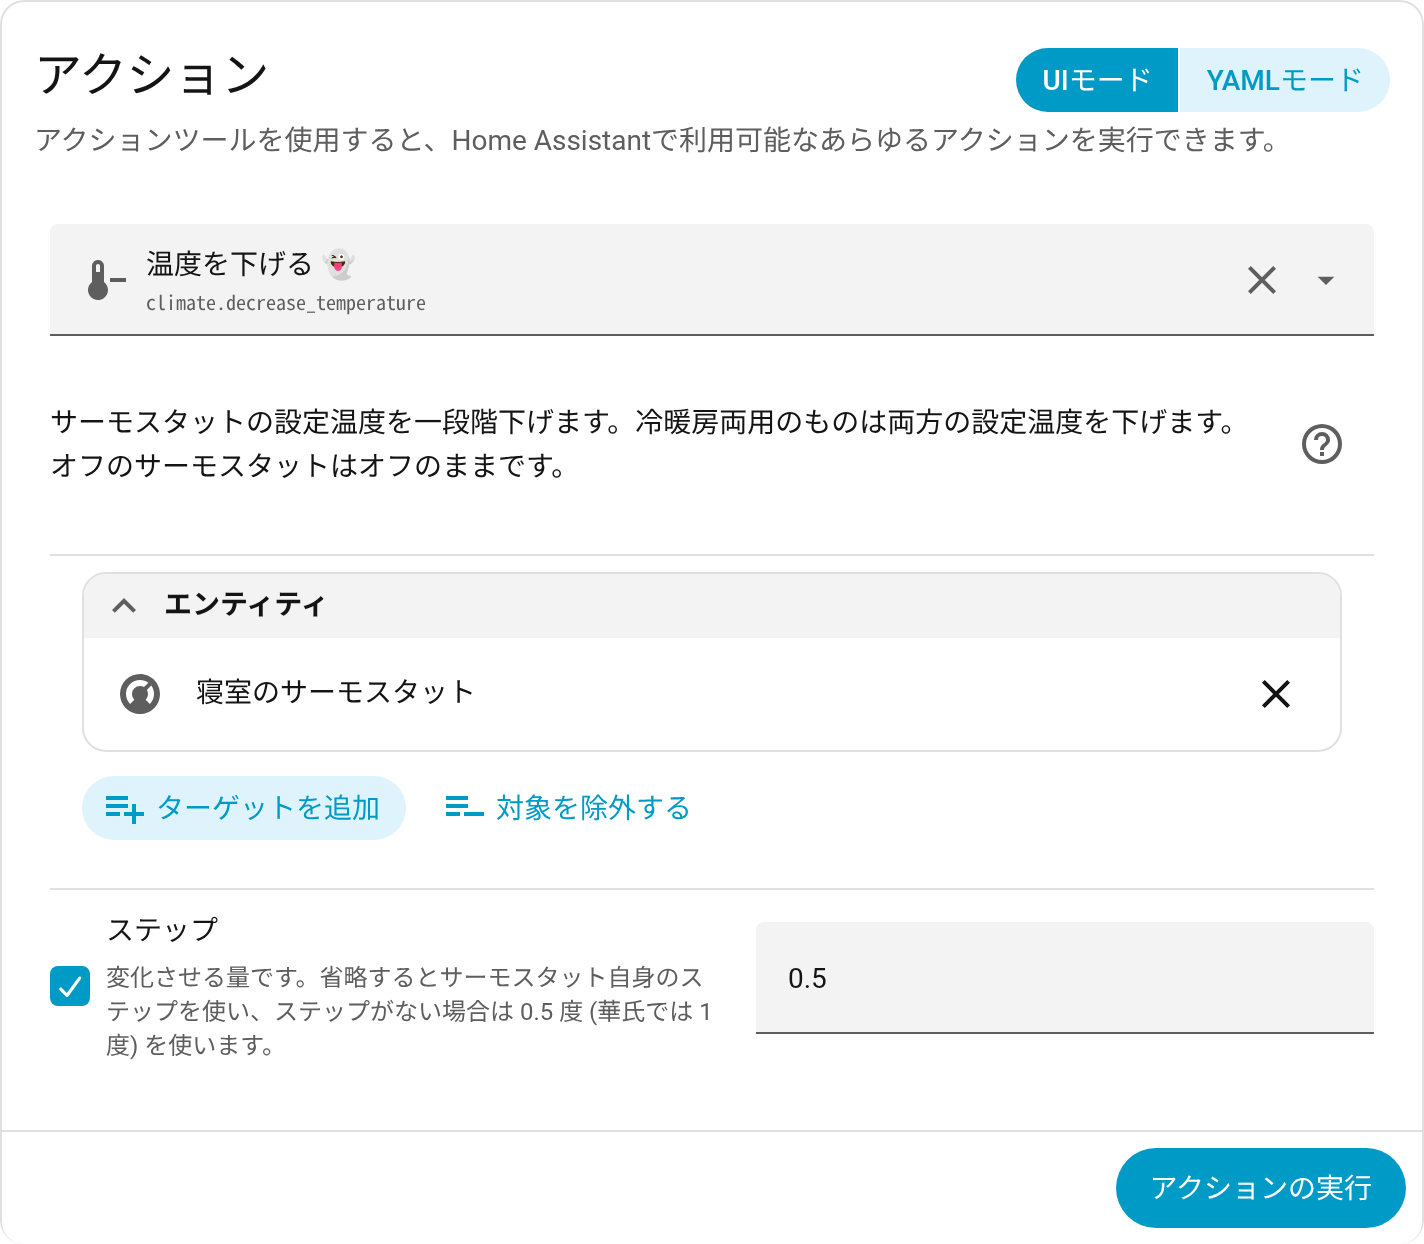 アクション
UIモード
YAMLモード
アクションツールを使用すると、Home Assistantで利用可能なあらゆるアクションを実行できます。
温度を下げる 👻
climate.decrease_temperature
サーモスタットの設定温度を一段階下げます。冷暖房両用のものは両方の設定温度を下げます。
オフのサーモスタットはオフのままです。
エンティティ
寝室のサーモスタット
ターゲットを追加
対象を除外する
ステップ
変化させる量です。省略するとサーモスタット自身のス
テップを使い、ステップがない場合は 0.5 度 (華氏では 1
度) を使います。
0.5
アクションの実行